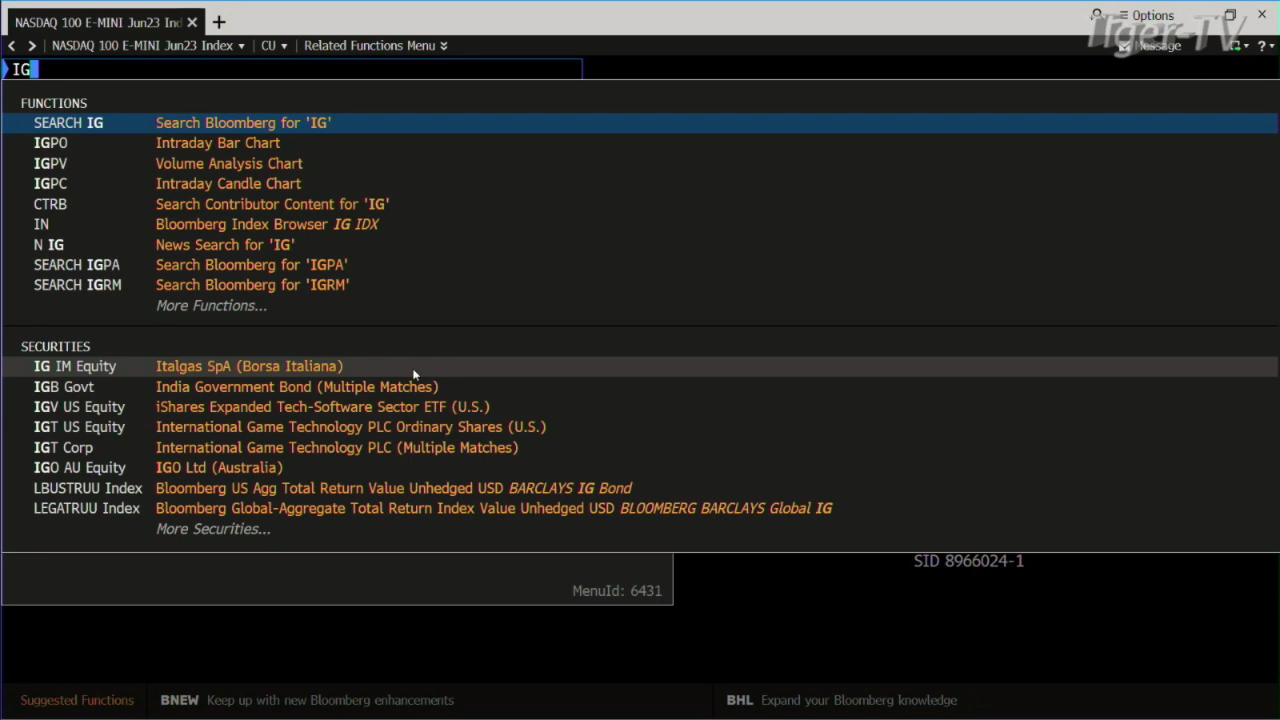 NASDAQ 100 E-MINI Jun23 Ind
Options
Tiger-TV
NASDAQ 100 E-MINI Jun23 Index CU Related Functions Menu
Message ?
IG
FUNCTIONS
SEARCH IG Search Bloomberg for 'IG'
IGPO Intraday Bar Chart
IGPV Volume Analysis Chart
IGPC Intraday Candle Chart
CTRB Search Contributor Content for 'IG'
IN Bloomberg Index Browser IG IDX
N IG News Search for 'IG'
SEARCH IGPA Search Bloomberg for 'IGPA'
SEARCH IGRM Search Bloomberg for 'IGRM'
More Functions...
SECURITIES
IG IM Equity Italgas SpA (Borsa Italiana)
IGB Govt India Government Bond (Multiple Matches)
IGV US Equity iShares Expanded Tech-Software Sector ETF (U.S.)
IGT US Equity International Game Technology PLC Ordinary Shares (U.S.)
IGT Corp International Game Technology PLC (Multiple Matches)
IGO AU Equity IGO Ltd (Australia)
LBUSTRUU Index Bloomberg US Agg Total Return Value Unhedged USD BARCLAYS IG Bond
LEGATRUU Index Bloomberg Global-Aggregate Total Return Index Value Unhedged USD BLOOMBERG BARCLAYS Global IG
More Securities...
SID 8966024-1
MenuId: 6431
Suggested Functions BNEW Keep up with new Bloomberg enhancements BHL Expand your Bloomberg knowledge